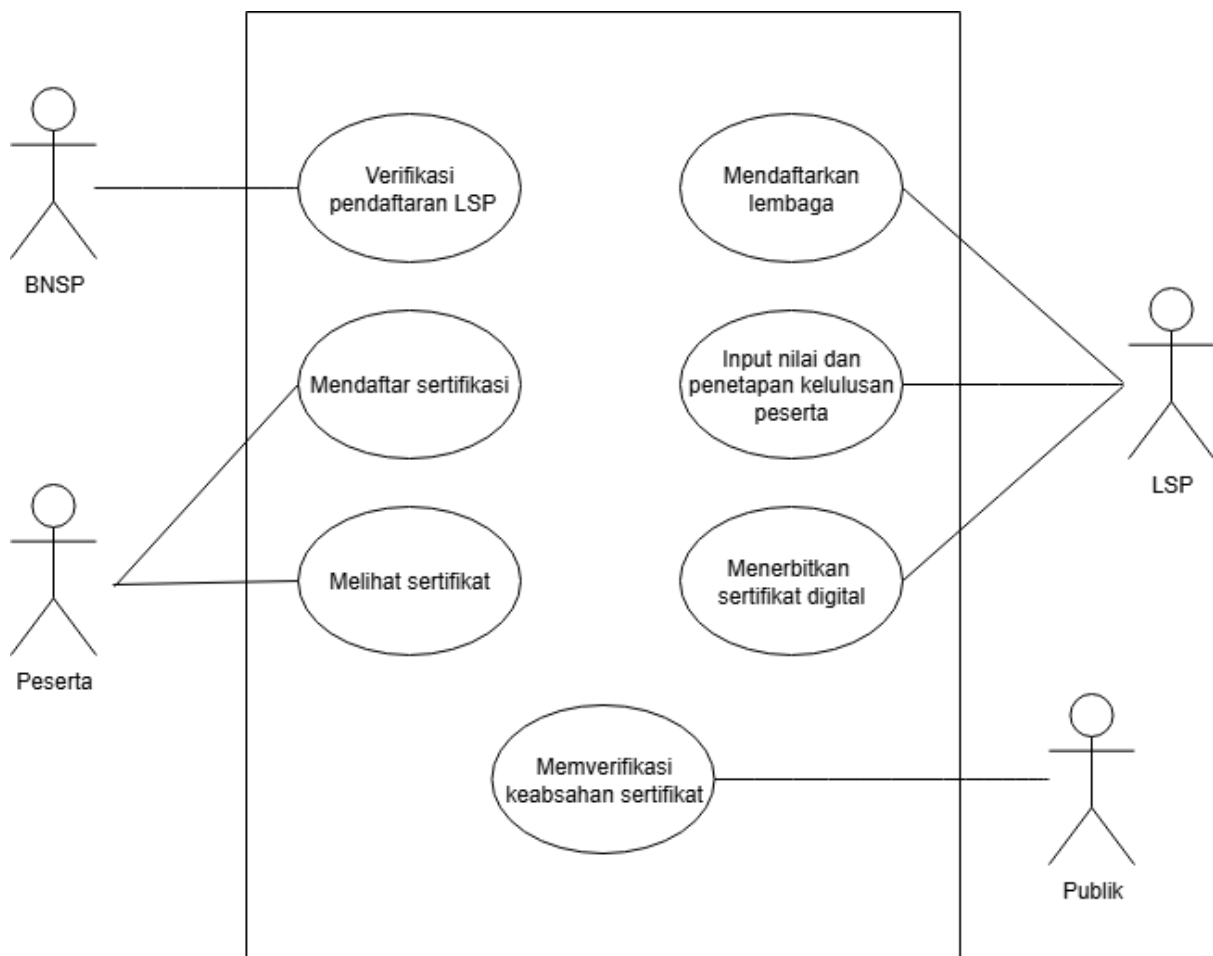 Verifikasi
pendaftaran LSP
Mendaftarkan
lembaga
BNSP
Mendaftar sertifikasi
Input nilai dan
penetapan kelulusan
peserta
LSP
Melihat sertifikat
Menerbitkan
sertifikat digital
Peserta
Memverifikasi
keabsahan sertifikat
Publik